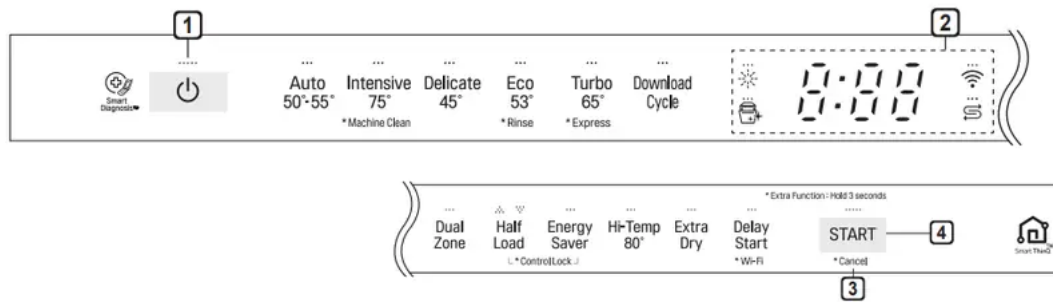 1
2
Smart
Diagnosis
Auto
50°-55°
Intensive
75°
* Machine Clean
Delicate
45°
Eco
53°
* Rinse
Turbo
65°
* Express
Download
Cycle
8:88
* Extra Function : Hold 3 seconds
Dual
Zone
Half
Load
Energy
Saver
* Control Lock
Hi-Temp
80°
Extra
Dry
Delay
Start
* Wi-Fi
START
* Cancel
3
4
Smart ThinQ